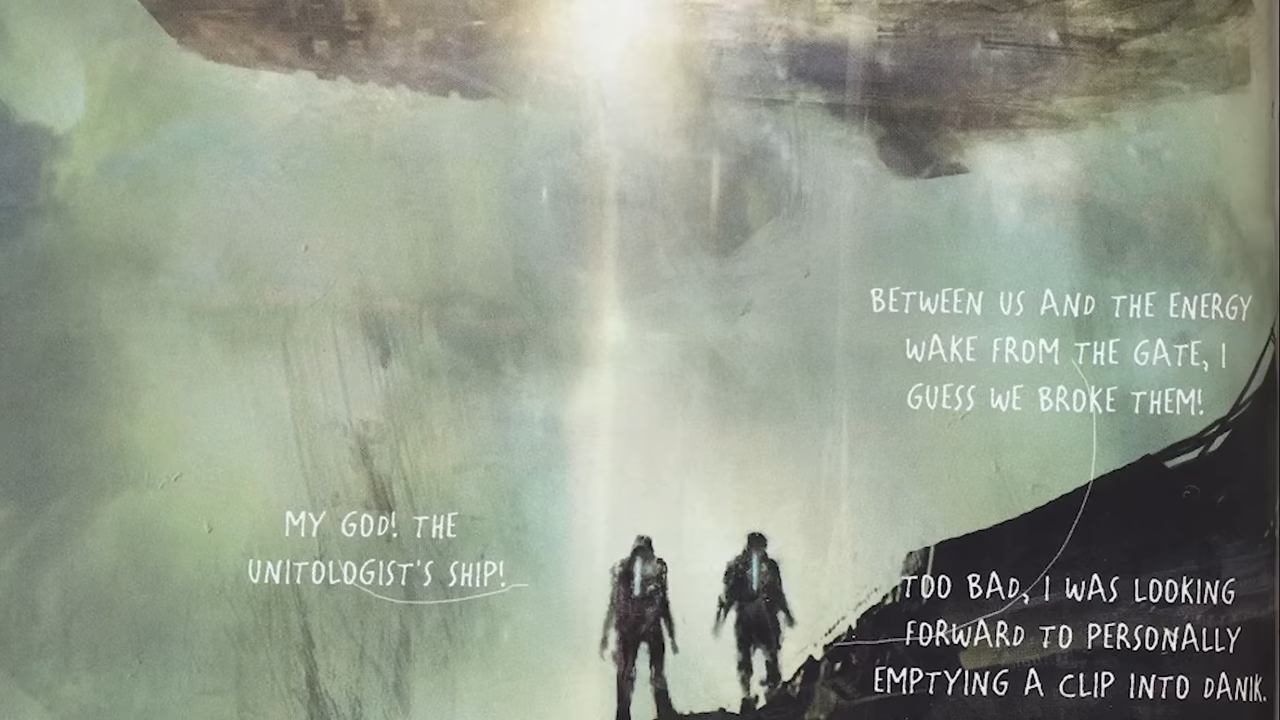 MY GOD! THE
UNITOLOGIST'S SHIP!
BETWEEN US AND THE ENERGY
WAKE FROM THE GATE, I
GUESS WE BROKE THEM!
TOO BAD, I WAS LOOKING
FORWARD TO PERSONALLY
EMPTYING A CLIP INTO DANIK.